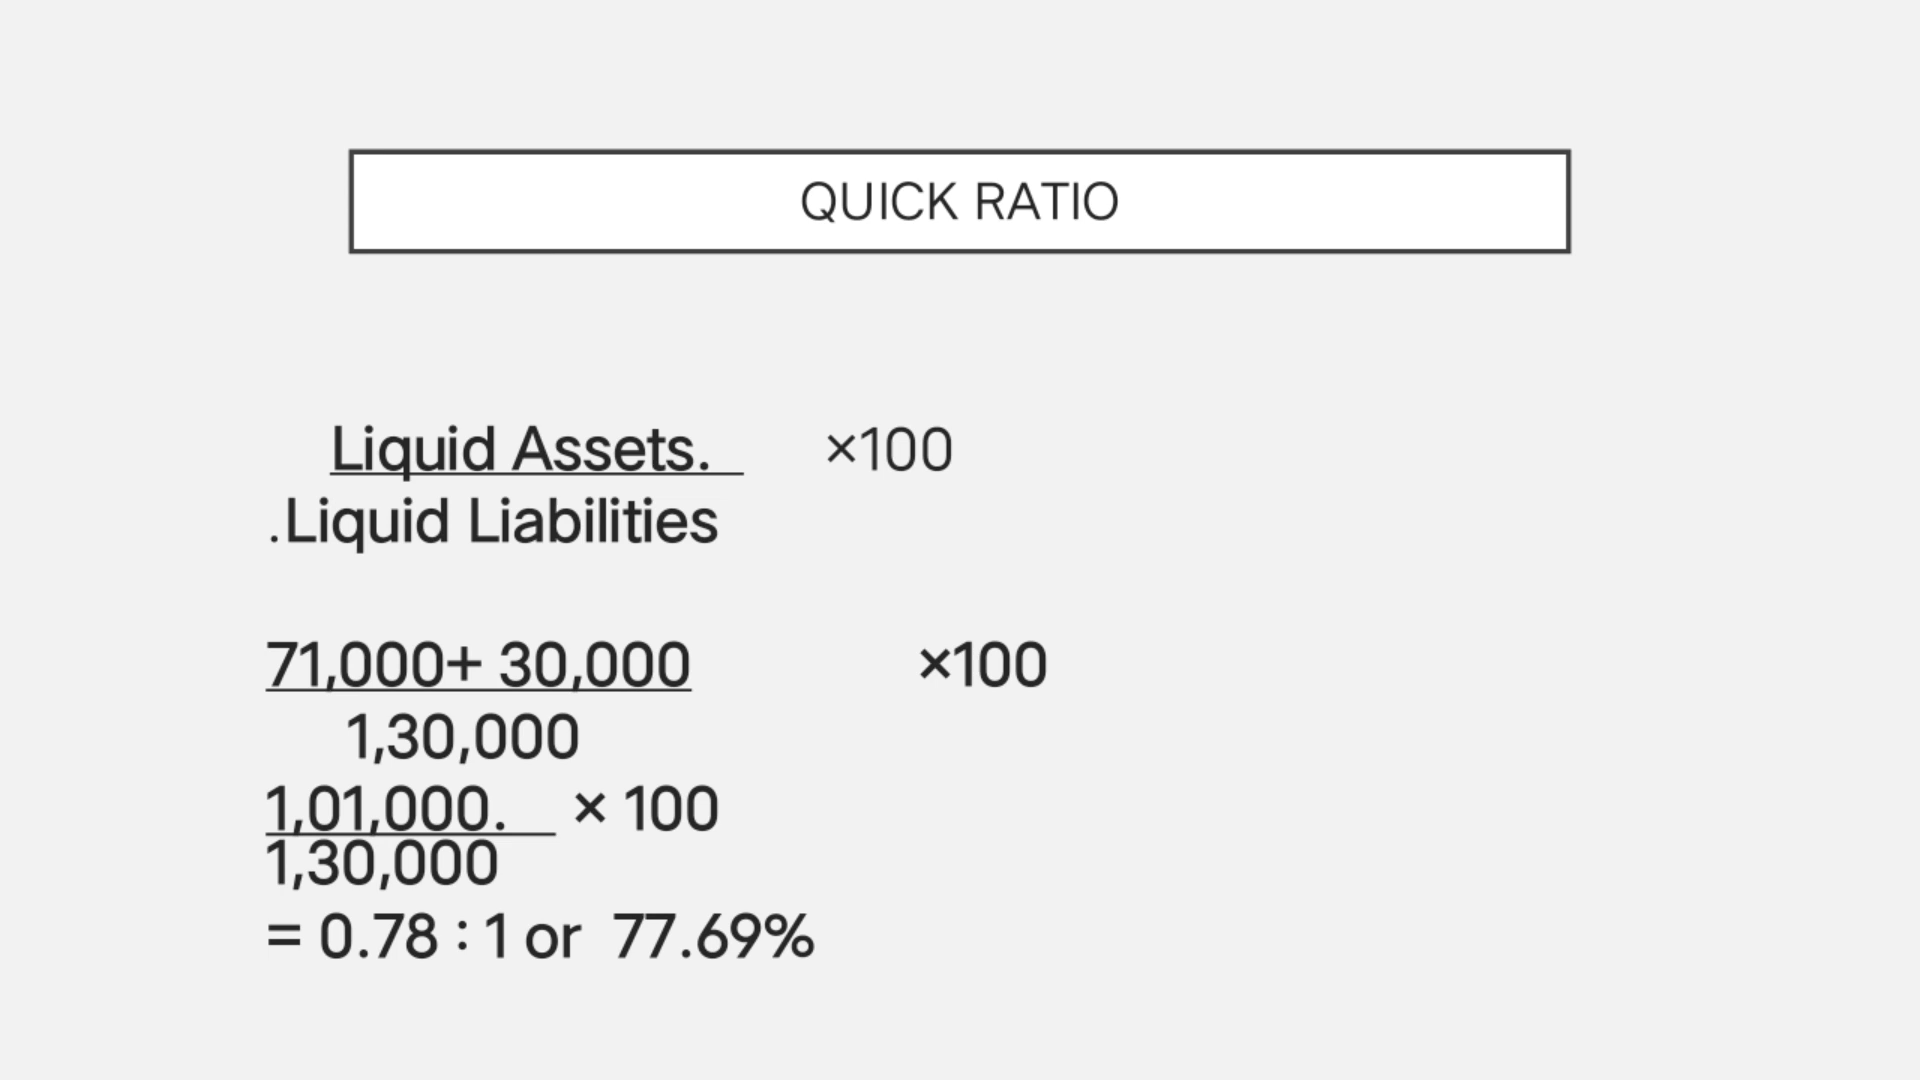 QUICK RATIO
Liquid Assets. ×100
.Liquid Liabilities
71,000+ 30,000 ×100
1,30,000
1,01,000. × 100
1,30,000
= 0.78 : 1 or 77.69%